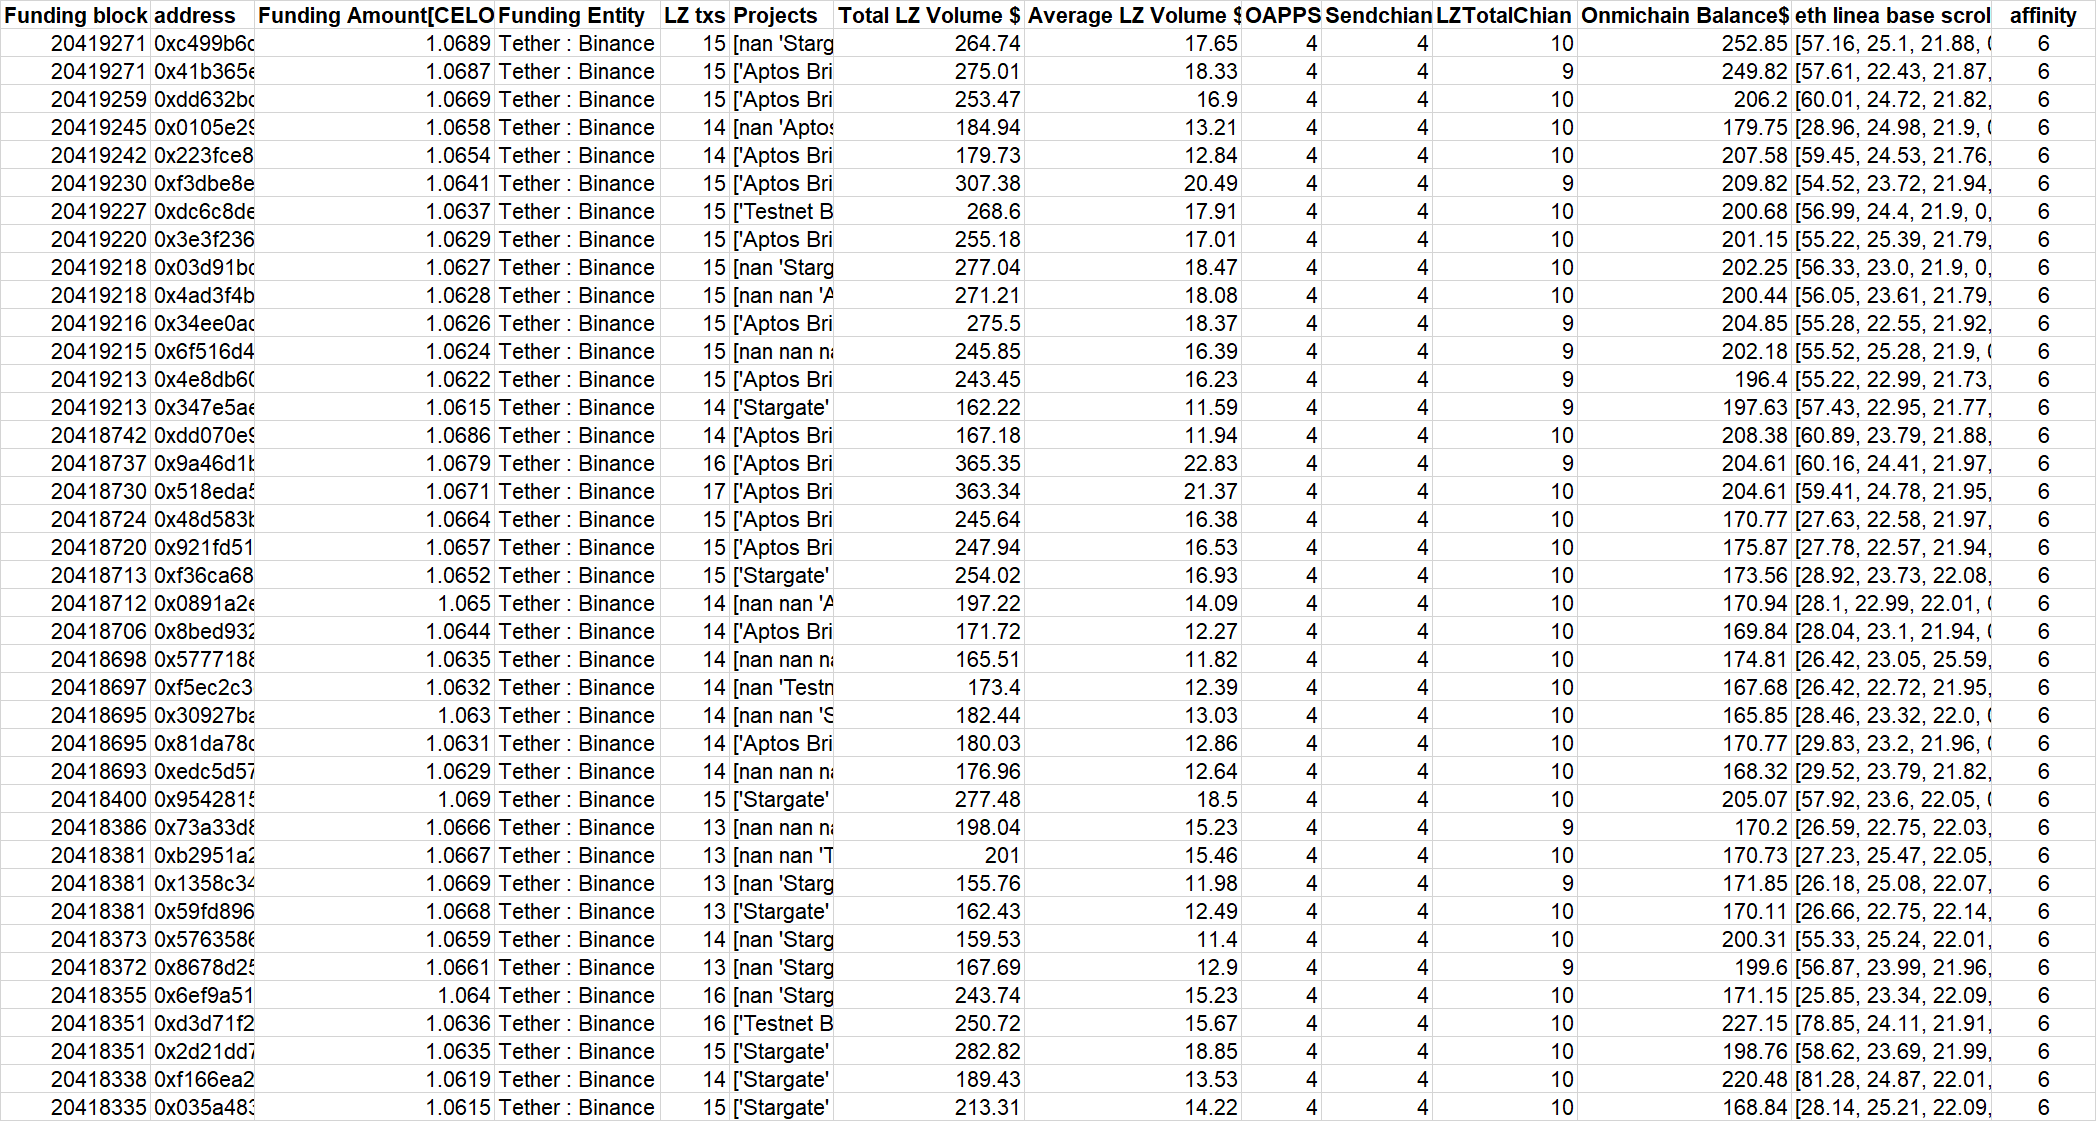 Funding block address Funding Amount[CELO Funding Entity LZ txs Projects Total LZ Volume $ Average LZ Volume $ OAPPS Sendchian LZTotalChian Onmichain Balance$ eth linea base scrol affinity
20419271 0xc499b6c 1.0689 Tether : Binance 15 [nan 'Starg 264.74 17.65 4 4 10 252.85 [57.16, 25.1, 21.88, 0 6
20419271 0x41b365e 1.0687 Tether : Binance 15 ['Aptos Bri 275.01 18.33 4 4 9 249.82 [57.61, 22.43, 21.87, 6
20419259 0xdd632bc 1.0669 Tether : Binance 15 ['Aptos Bri 253.47 16.9 4 4 10 206.2 [60.01, 24.72, 21.82, 6
20419245 0x0105e29 1.0658 Tether : Binance 14 [nan 'Aptos 184.94 13.21 4 4 10 179.75 [28.96, 24.98, 21.9, 0 6
20419242 0x223fce8 1.0654 Tether : Binance 14 ['Aptos Bri 179.73 12.84 4 4 10 207.58 [59.45, 24.53, 21.76, 6
20419230 0xf3dbe8e 1.0641 Tether : Binance 15 ['Aptos Bri 307.38 20.49 4 4 9 209.82 [54.52, 23.72, 21.94, 6
20419227 0xdc6c8de 1.0637 Tether : Binance 15 ['Testnet B 268.6 17.91 4 4 10 200.68 [56.99, 24.4, 21.9, 0, 6
20419220 0x3e3f236 1.0629 Tether : Binance 15 ['Aptos Bri 255.18 17.01 4 4 10 201.15 [55.22, 25.39, 21.79, 6
20419218 0x03d91bc 1.0627 Tether : Binance 15 [nan 'Starg 277.04 18.47 4 4 10 202.25 [56.33, 23.0, 21.9, 0, 6
20419218 0x4ad3f4b 1.0628 Tether : Binance 15 [nan nan 'A 271.21 18.08 4 4 10 200.44 [56.05, 23.61, 21.79, 6
20419216 0x34ee0ac 1.0626 Tether : Binance 15 ['Aptos Bri 275.5 18.37 4 4 9 204.85 [55.28, 22.55, 21.92, 6
20419215 0x6f516d4 1.0624 Tether : Binance 15 [nan nan na 245.85 16.39 4 4 9 202.18 [55.52, 25.28, 21.9, 0 6
20419213 0x4e8db60 1.0622 Tether : Binance 15 ['Aptos Bri 243.45 16.23 4 4 9 196.4 [55.22, 22.99, 21.73, 6
20419213 0x347e5ae 1.0615 Tether : Binance 14 ['Stargate' 162.22 11.59 4 4 9 197.63 [57.43, 22.95, 21.77, 6
20418742 0xdd070e9 1.0686 Tether : Binance 14 ['Aptos Bri 167.18 11.94 4 4 10 208.38 [60.89, 23.79, 21.88, 6
20418737 0x9a46d1b 1.0679 Tether : Binance 16 ['Aptos Bri 365.35 22.83 4 4 9 204.61 [60.16, 24.41, 21.97, 6
20418730 0x518eda5 1.0671 Tether : Binance 17 ['Aptos Bri 363.34 21.37 4 4 10 204.61 [59.41, 24.78, 21.95, 6
20418724 0x48d583b 1.0664 Tether : Binance 15 ['Aptos Bri 245.64 16.38 4 4 10 170.77 [27.63, 22.58, 21.97, 6
20418720 0x921fd51 1.0657 Tether : Binance 15 ['Aptos Bri 247.94 16.53 4 4 10 175.87 [27.78, 22.57, 21.94, 6
20418713 0xf36ca68 1.0652 Tether : Binance 15 ['Stargate' 254.02 16.93 4 4 10 173.56 [28.92, 23.73, 22.08, 6
20418712 0x0891a2e 1.065 Tether : Binance 14 [nan nan 'A 197.22 14.09 4 4 10 170.94 [28.1, 22.99, 22.01, 0 6
20418706 0x8bed932 1.0644 Tether : Binance 14 ['Aptos Bri 171.72 12.27 4 4 10 169.84 [28.04, 23.1, 21.94, 0 6
20418698 0x5777188 1.0635 Tether : Binance 14 [nan nan na 165.51 11.82 4 4 10 174.81 [26.42, 23.05, 25.59, 6
20418697 0xf5ec2c3 1.0632 Tether : Binance 14 [nan 'Testn 173.4 12.39 4 4 10 167.68 [26.42, 22.72, 21.95, 6
20418695 0x30927ba 1.063 Tether : Binance 14 [nan nan 'S 182.44 13.03 4 4 10 165.85 [28.46, 23.32, 22.0, 0 6
20418695 0x81da78c 1.0631 Tether : Binance 14 ['Aptos Bri 180.03 12.86 4 4 10 170.77 [29.83, 23.2, 21.96, 0 6
20418693 0xedc5d57 1.0629 Tether : Binance 14 [nan nan na 176.96 12.64 4 4 10 168.32 [29.52, 23.79, 21.82, 6
20418400 0x9542815 1.069 Tether : Binance 15 ['Stargate' 277.48 18.5 4 4 10 205.07 [57.92, 23.6, 22.05, 0 6
20418386 0x73a33d8 1.0666 Tether : Binance 13 [nan nan na 198.04 15.23 4 4 9 170.2 [26.59, 22.75, 22.03, 6
20418381 0xb2951a2 1.0667 Tether : Binance 13 [nan nan 'T 201 15.46 4 4 10 170.73 [27.23, 25.47, 22.05, 6
20418381 0x1358c34 1.0669 Tether : Binance 13 [nan 'Starg 155.76 11.98 4 4 9 171.85 [26.18, 25.08, 22.07, 6
20418381 0x59fd896 1.0668 Tether : Binance 13 ['Stargate' 162.43 12.49 4 4 10 170.11 [26.66, 22.75, 22.14, 6
20418373 0x5763586 1.0659 Tether : Binance 14 [nan 'Starg 159.53 11.4 4 4 10 200.31 [55.33, 25.24, 22.01, 6
20418372 0x8678d25 1.0661 Tether : Binance 13 [nan 'Starg 167.69 12.9 4 4 9 199.6 [56.87, 23.99, 21.96, 6
20418355 0x6ef9a51 1.064 Tether : Binance 16 [nan 'Starg 243.74 15.23 4 4 10 171.15 [25.85, 23.34, 22.09, 6
20418351 0xd3d71f2 1.0636 Tether : Binance 16 ['Testnet B 250.72 15.67 4 4 10 227.15 [78.85, 24.11, 21.91, 6
20418351 0x2d21dd7 1.0635 Tether : Binance 15 ['Stargate' 282.82 18.85 4 4 10 198.76 [58.62, 23.69, 21.99, 6
20418338 0xf166ea2 1.0619 Tether : Binance 14 ['Stargate' 189.43 13.53 4 4 10 220.48 [81.28, 24.87, 22.01, 6
20418335 0x035a483 1.0615 Tether : Binance 15 ['Stargate' 213.31 14.22 4 4 10 168.84 [28.14, 25.21, 22.09, 6